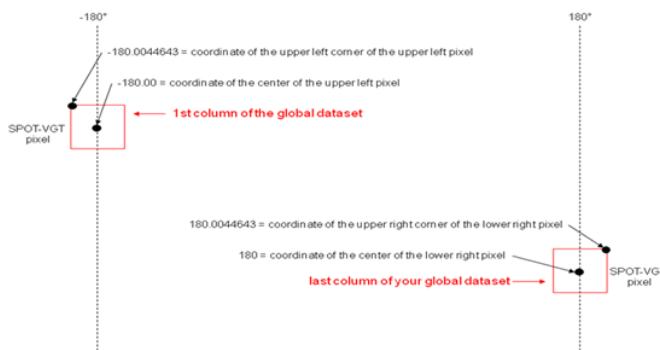 -180° 180°
-180.0044643 = coordinate of the upper left corner of the upper left pixel
-180.00 = coordinate of the center of the upper left pixel
1st column of the global dataset
SPOT-VGT
pixel
180.0044643 = coordinate of the upper right corner of the lower right pixel
180 = coordinate of the center of the lower right pixel
last column of your global dataset
SPOT-VG
pixel